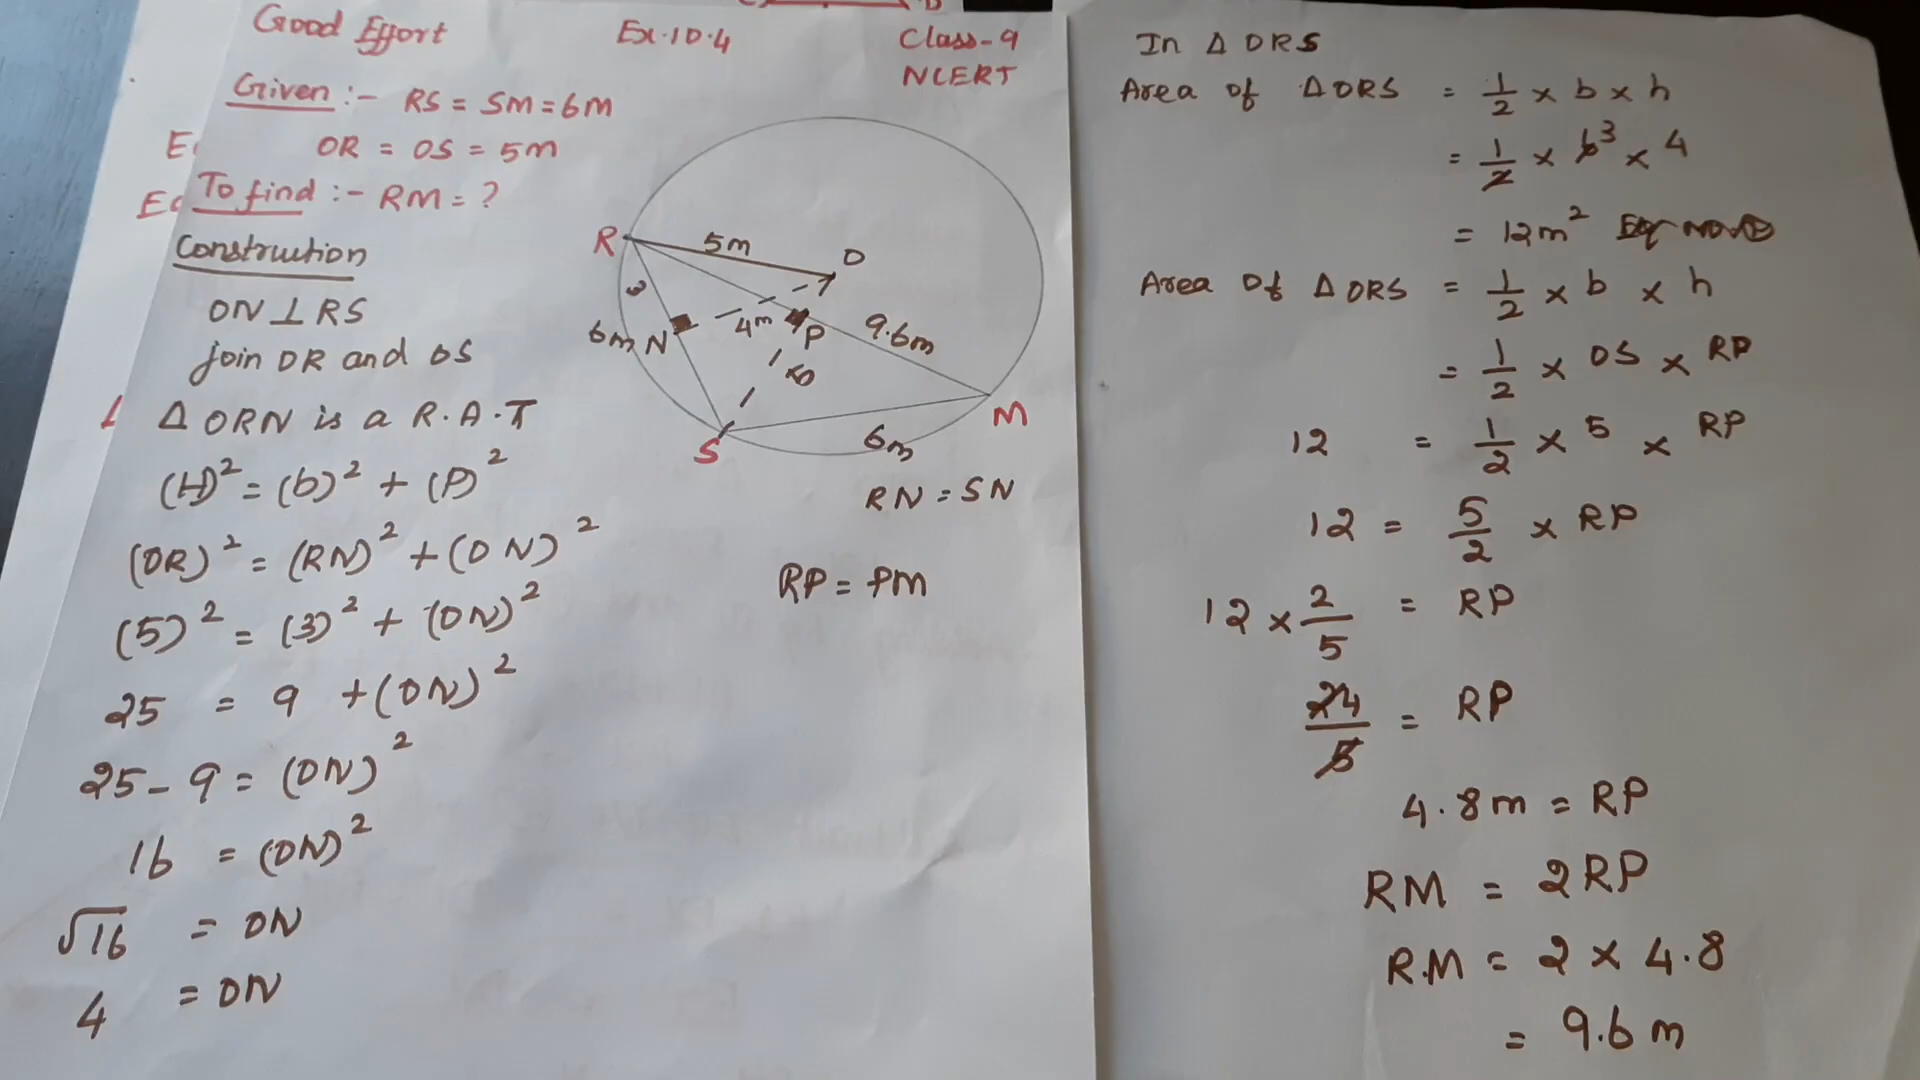 Good Effort Ex.10.4 Class-9
NCERT
Given :- RS = SM = 6m
OR = OS = 5m
To find :- RM = ?
Construction
ON ⊥ RS
join OR and OS
Δ ORN is a R.A.T
(H)² = (b)² + (P)²
(OR)² = (RN)² + (ON)²
(5)² = (3)² + (ON)²
25 = 9 + (ON)²
25 - 9 = (ON)²
16 = (ON)²
√16 = ON
4 = ON
R
5m
O
3
6m N
4m
P
9.6m
5
S
6m
M
RN = SN
RP = PM
In Δ ORS
Area of ΔORS = 1/2 × b × h
= 1/2 × 6³ × 4
= 12m²
Area Of Δ ORS = 1/2 × b × h
= 1/2 × OS × RP
12 = 1/2 × 5 × RP
12 = 5/2 × RP
12 × 2/5 = RP
24/5 = RP
4.8m = RP
RM = 2RP
RM = 2 × 4.8
= 9.6 m